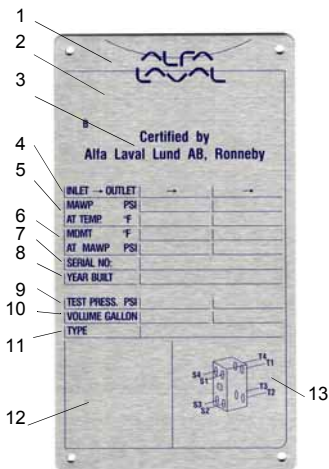 1
2
3
4
5
6
7
8
9
10
11
12
13
ALFA
LAVAL
B
Certified by
Alfa Laval Lund AB, Ronneby
INLET → OUTLET → →
MAWP PSI
AT TEMP. °F
MDMT °F
AT MAWP PSI
SERIAL NO:
YEAR BUILT
TEST PRESS. PSI
VOLUME GALLON
TYPE
S4 T4
S1 T1
S3 T3
S2 T2